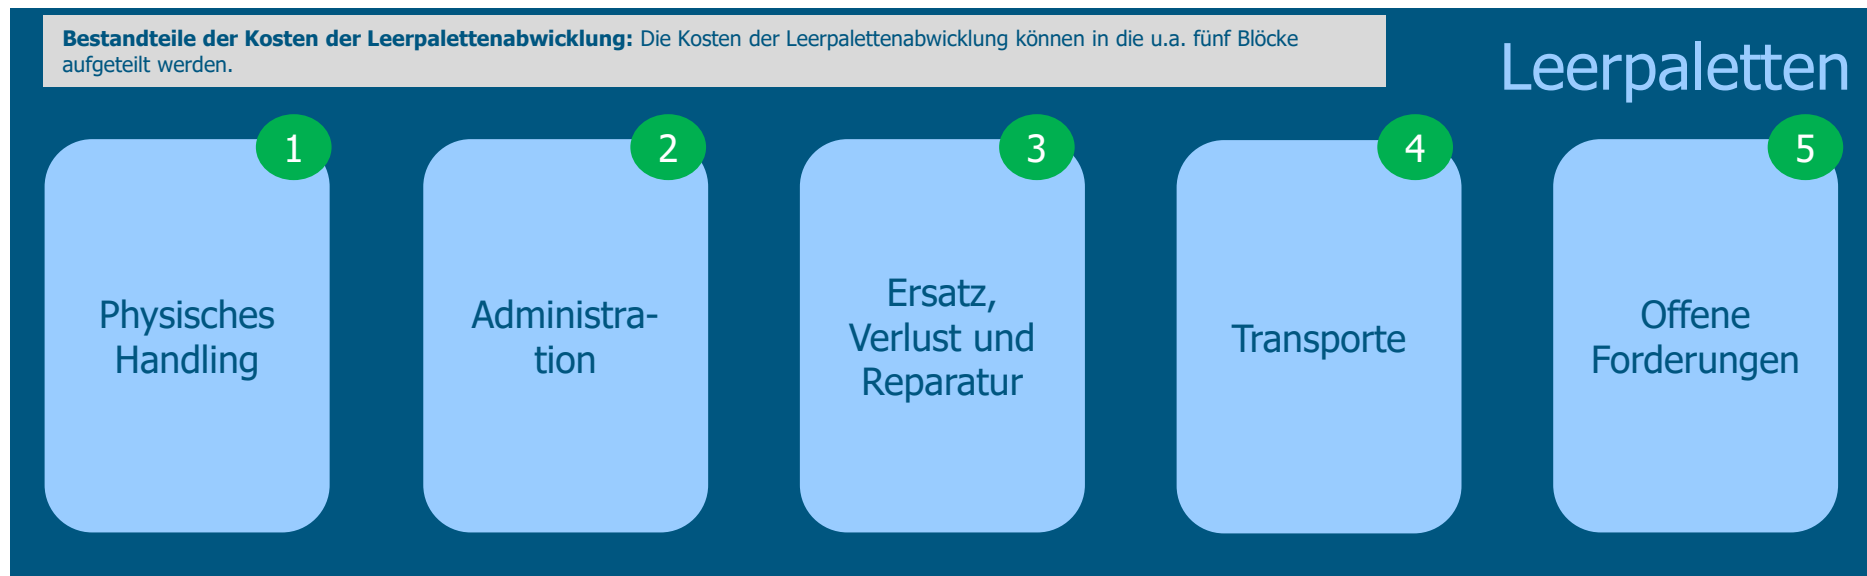 Bestandteile der Kosten der Leerpalettenabwicklung: Die Kosten der Leerpalettenabwicklung können in die u.a. fünf Blöcke
aufgeteilt werden.
Leerpaletten
1
Physisches
Handling
2
Administra-
tion
3
Ersatz,
Verlust und
Reparatur
4
Transporte
5
Offene
Forderungen